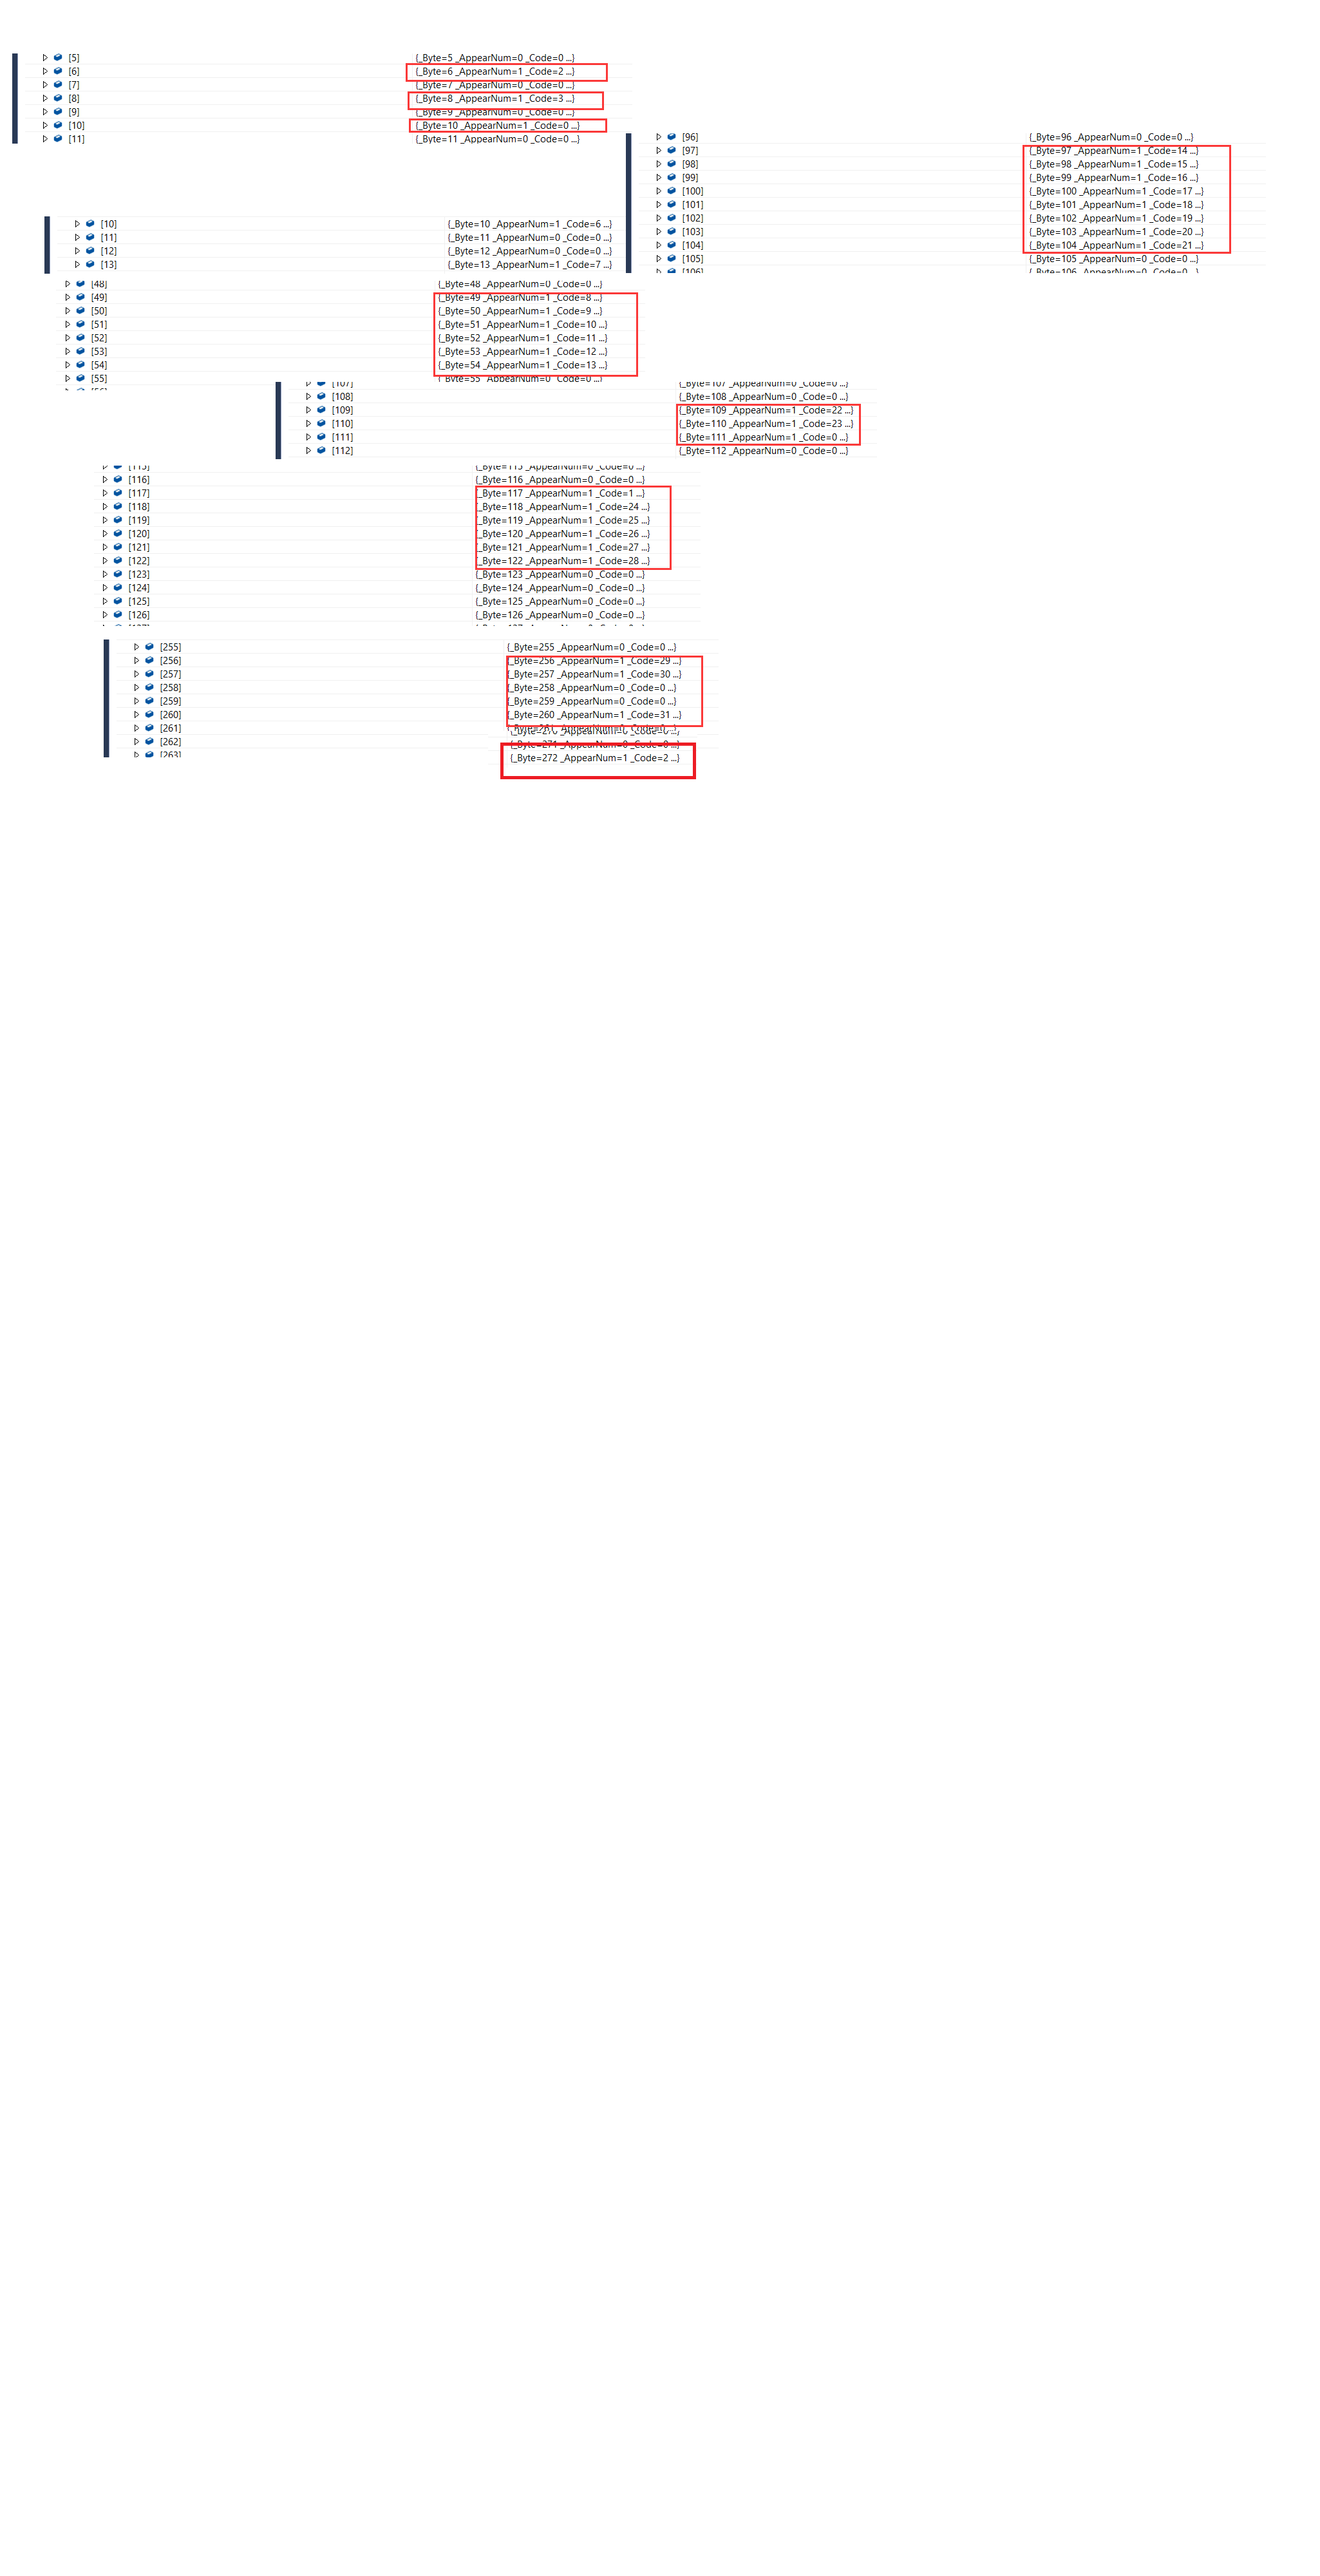 [5] {_Byte=5 _AppearNum=0 _Code=0 ...}
[6] {_Byte=6 _AppearNum=1 _Code=2 ...}
[7] {_Byte=7 _AppearNum=0 _Code=0 ...}
[8] {_Byte=8 _AppearNum=1 _Code=3 ...}
[9] {_Byte=9 _AppearNum=0 _Code=0 ...}
[10] {_Byte=10 _AppearNum=1 _Code=0 ...}
[11] {_Byte=11 _AppearNum=0 _Code=0 ...}
[96] {_Byte=96 _AppearNum=0 _Code=0 ...}
[97] {_Byte=97 _AppearNum=1 _Code=14 ...}
[98] {_Byte=98 _AppearNum=1 _Code=15 ...}
[99] {_Byte=99 _AppearNum=1 _Code=16 ...}
[100] {_Byte=100 _AppearNum=1 _Code=17 ...}
[101] {_Byte=101 _AppearNum=1 _Code=18 ...}
[102] {_Byte=102 _AppearNum=1 _Code=19 ...}
[103] {_Byte=103 _AppearNum=1 _Code=20 ...}
[104] {_Byte=104 _AppearNum=1 _Code=21 ...}
[105] {_Byte=105 _AppearNum=0 _Code=0 ...}
[106] {_Byte=106 _AppearNum=0 _Code=0 ...}
[10] {_Byte=10 _AppearNum=1 _Code=6 ...}
[11] {_Byte=11 _AppearNum=0 _Code=0 ...}
[12] {_Byte=12 _AppearNum=0 _Code=0 ...}
[13] {_Byte=13 _AppearNum=1 _Code=7 ...}
[48] {_Byte=48 _AppearNum=0 _Code=0 ...}
[49] {_Byte=49 _AppearNum=1 _Code=8 ...}
[50] {_Byte=50 _AppearNum=1 _Code=9 ...}
[51] {_Byte=51 _AppearNum=1 _Code=10 ...}
[52] {_Byte=52 _AppearNum=1 _Code=11 ...}
[53] {_Byte=53 _AppearNum=1 _Code=12 ...}
[54] {_Byte=54 _AppearNum=1 _Code=13 ...}
[55] {_Byte=55 _AppearNum=0 _Code=0 ...}
[107] {_Byte=107 _AppearNum=0 _Code=0 ...}
[108] {_Byte=108 _AppearNum=0 _Code=0 ...}
[109] {_Byte=109 _AppearNum=1 _Code=22 ...}
[110] {_Byte=110 _AppearNum=1 _Code=23 ...}
[111] {_Byte=111 _AppearNum=1 _Code=0 ...}
[112] {_Byte=112 _AppearNum=0 _Code=0 ...}
[115] {_Byte=115 _AppearNum=0 _Code=0 ...}
[116] {_Byte=116 _AppearNum=0 _Code=0 ...}
[117] {_Byte=117 _AppearNum=1 _Code=1 ...}
[118] {_Byte=118 _AppearNum=1 _Code=24 ...}
[119] {_Byte=119 _AppearNum=1 _Code=25 ...}
[120] {_Byte=120 _AppearNum=1 _Code=26 ...}
[121] {_Byte=121 _AppearNum=1 _Code=27 ...}
[122] {_Byte=122 _AppearNum=1 _Code=28 ...}
[123] {_Byte=123 _AppearNum=0 _Code=0 ...}
[124] {_Byte=124 _AppearNum=0 _Code=0 ...}
[125] {_Byte=125 _AppearNum=0 _Code=0 ...}
[126] {_Byte=126 _AppearNum=0 _Code=0 ...}
[255] {_Byte=255 _AppearNum=0 _Code=0 ...}
[256] {_Byte=256 _AppearNum=1 _Code=29 ...}
[257] {_Byte=257 _AppearNum=1 _Code=30 ...}
[258] {_Byte=258 _AppearNum=0 _Code=0 ...}
[259] {_Byte=259 _AppearNum=0 _Code=0 ...}
[260] {_Byte=260 _AppearNum=1 _Code=31 ...}
[261]
[262] {_Byte=271 _AppearNum=0 _Code=0 ...}
[263] {_Byte=272 _AppearNum=1 _Code=2 ...}